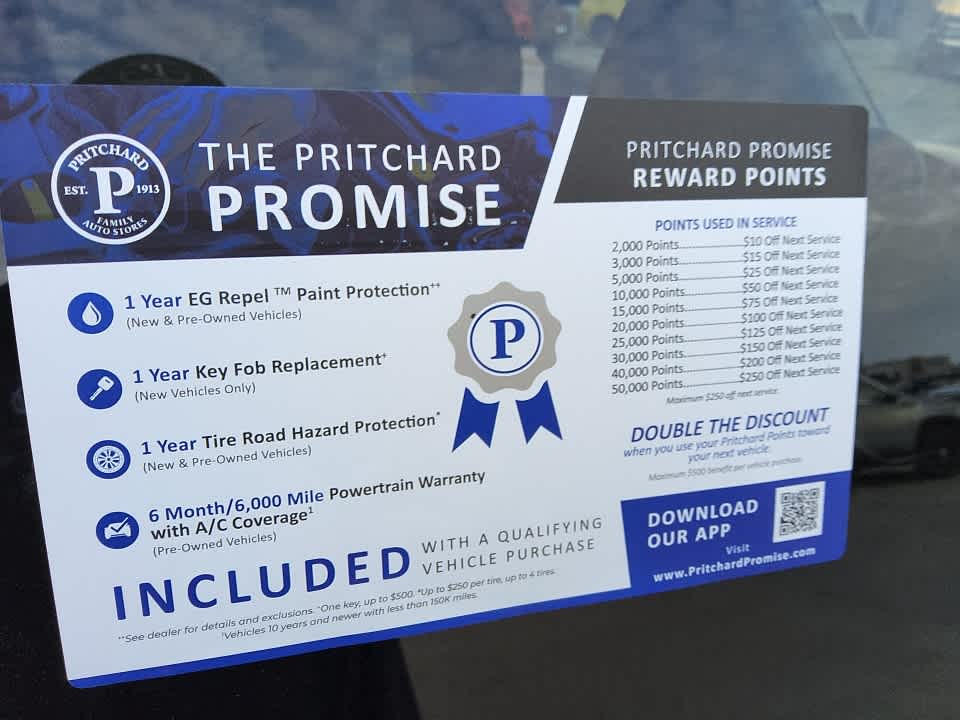 PRITCHARD
EST. P 1913
FAMILY
AUTO STORES
THE PRITCHARD
PROMISE
1 Year EG Repel ™ Paint Protection⁺⁺
(New & Pre-Owned Vehicles)
1 Year Key Fob Replacement⁺
(New Vehicles Only)
1 Year Tire Road Hazard Protection*
(New & Pre-Owned Vehicles)
6 Month/6,000 Mile Powertrain Warranty
with A/C Coverage¹
(Pre-Owned Vehicles)
P
INCLUDED
WITH A QUALIFYING
VEHICLE PURCHASE
⁺⁺See dealer for details and exclusions. ⁺One key, up to $500. *Up to $250 per tire, up to 4 tires.
¹Vehicles 10 years and newer with less than 150K miles.
PRITCHARD PROMISE
REWARD POINTS
POINTS USED IN SERVICE
2,000 Points....................$10 Off Next Service
3,000 Points....................$15 Off Next Service
5,000 Points....................$25 Off Next Service
10,000 Points..................$50 Off Next Service
15,000 Points..................$75 Off Next Service
20,000 Points..................$100 Off Next Service
25,000 Points..................$125 Off Next Service
30,000 Points..................$150 Off Next Service
40,000 Points..................$200 Off Next Service
50,000 Points..................$250 Off Next Service
Maximum $250 off next service.
DOUBLE THE DISCOUNT
when you use your Pritchard Points toward
your next vehicle.
Maximum $500 benefit per vehicle purchase.
DOWNLOAD
OUR APP
Visit
www.PritchardPromise.com